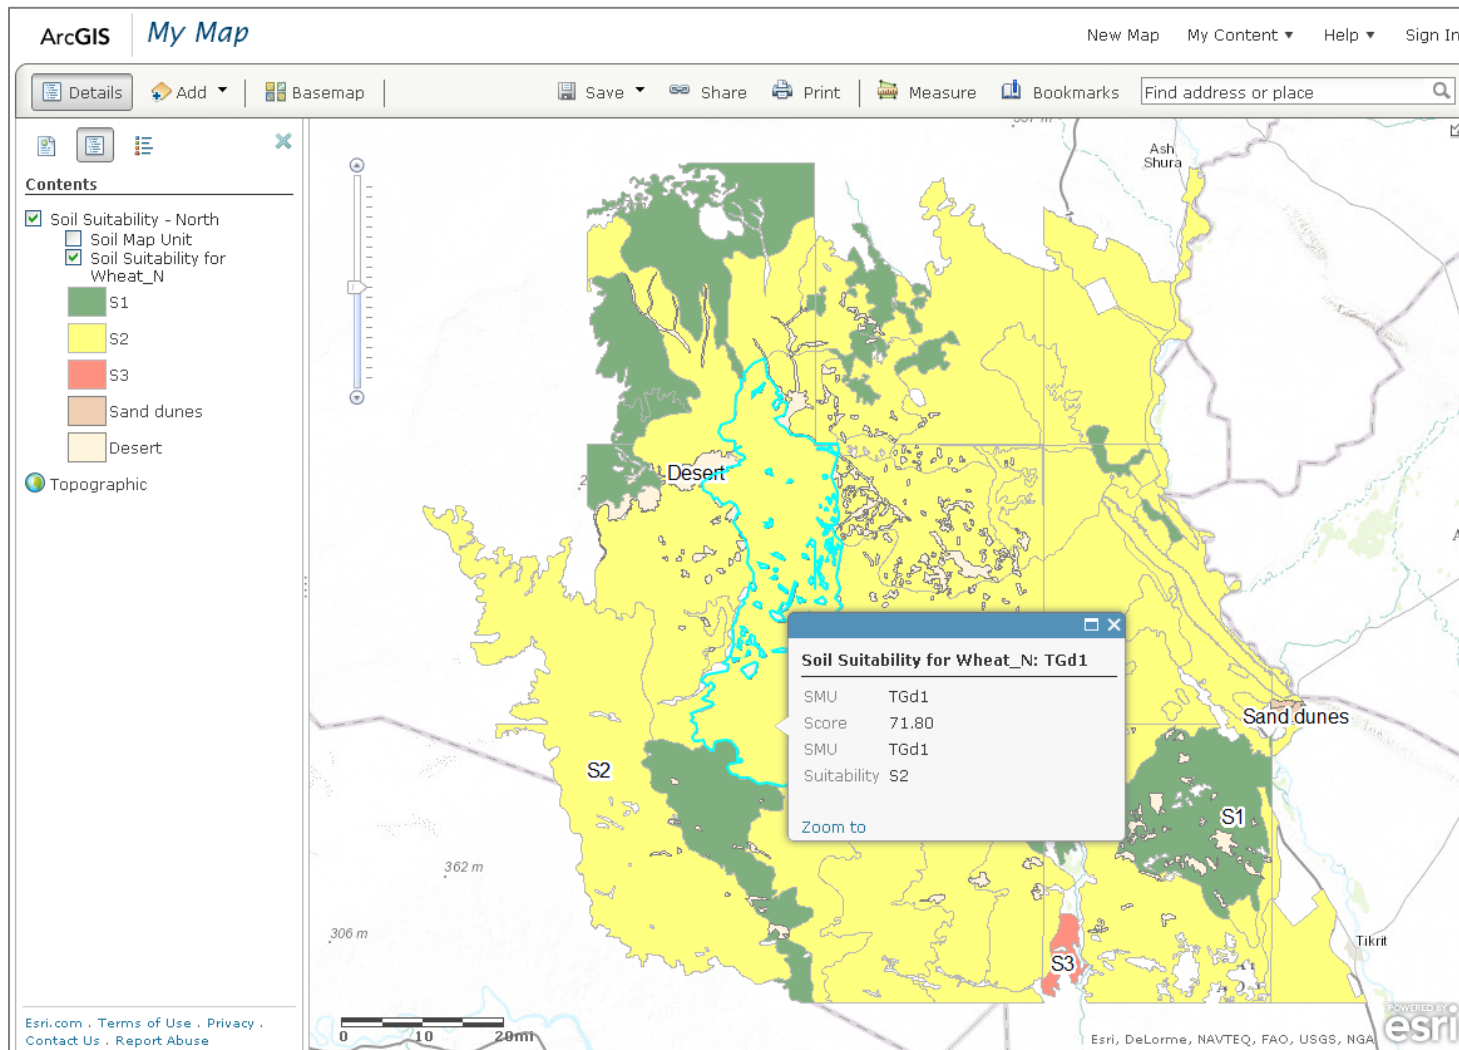 ArcGIS My Map
New Map My Content ▼ Help ▼ Sign In
Details Add ▼ Basemap Save ▼ Share Print Measure Bookmarks Find address or place
Contents
Soil Suitability - North
Soil Map Unit
Soil Suitability for
Wheat_N
S1
S2
S3
Sand dunes
Desert
Topographic
Esri.com . Terms of Use . Privacy .
Contact Us . Report Abuse
Ash
Shura
Desert
Soil Suitability for Wheat_N: TGd1
SMU TGd1
Score 71.80
SMU TGd1
Suitability S2
Zoom to
Sand dunes
S2
S1
362 m
306 m
Tikrit
S3
0 10 20mi
POWERED BY
esri
Esri, DeLorme, NAVTEQ, FAO, USGS, NGA